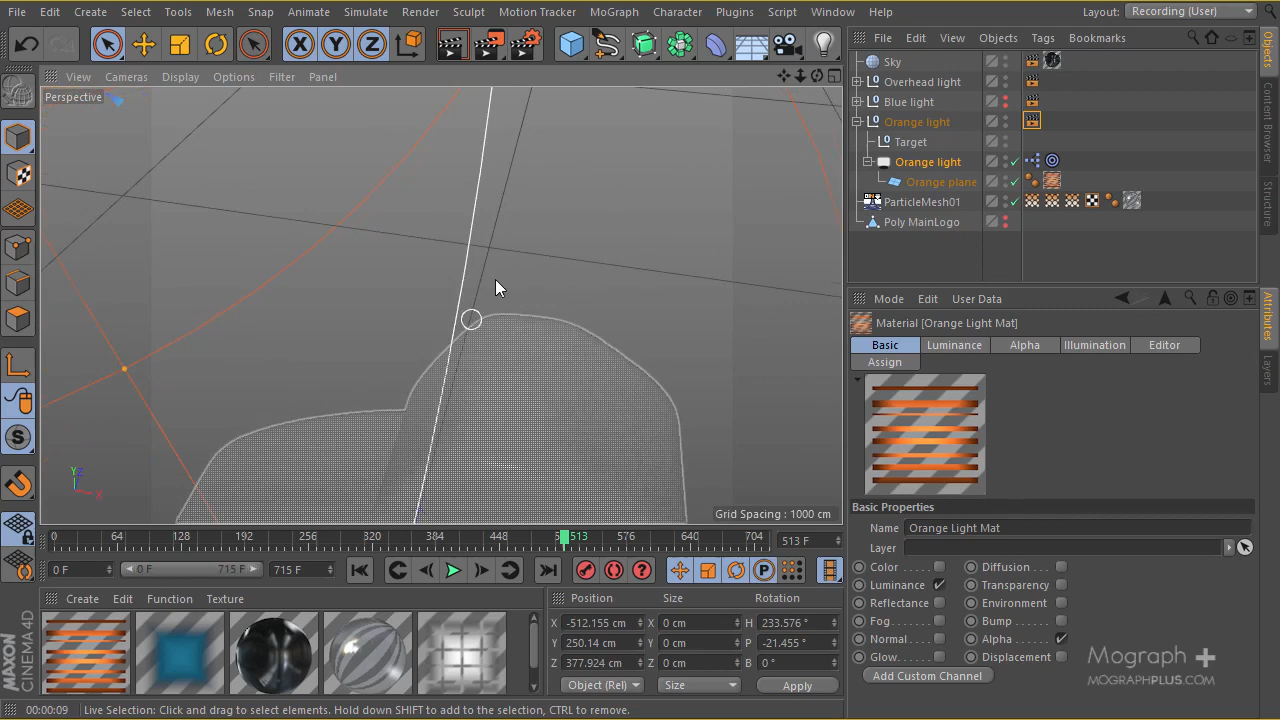 File Edit Create Select Tools Mesh Snap Animate Simulate Render Sculpt Motion Tracker MoGraph Character Plugins Script Window Help Layout: Recording (User)
File Edit View Objects Tags Bookmarks
View Cameras Display Options Filter Panel
Perspective
Sky
Overhead light
Blue light
Orange light
Target
Orange light
Orange plane
ParticleMesh01
Poly MainLogo
Objects
Content Browser
Structure
Mode Edit User Data
Material [Orange Light Mat]
Basic Luminance Alpha Illumination Editor
Assign
Attributes
Layers
Basic Properties
Name Orange Light Mat
Layer
Color Diffusion
Luminance Transparency
Reflectance Environment
Fog Bump
Normal Alpha
Glow Displacement
Add Custom Channel
Y
X
Grid Spacing : 1000 cm
0 64 128 192 256 320 384 448 513 576 640 704 513 F
0 F 0 F 715 F 715 F
Create Edit Function Texture
Position Size Rotation
X -512.155 cm X 0 cm H 233.576 °
Y 250.14 cm Y 0 cm P -21.455 °
Z 377.924 cm Z 0 cm B 0 °
Object (Rel) Size Apply
MAXON
CINEMA 4D
Mograph +
MOGRAPHPLUS.COM
00:00:09 Live Selection: Click and drag to select elements. Hold down SHIFT to add to the selection, CTRL to remove.